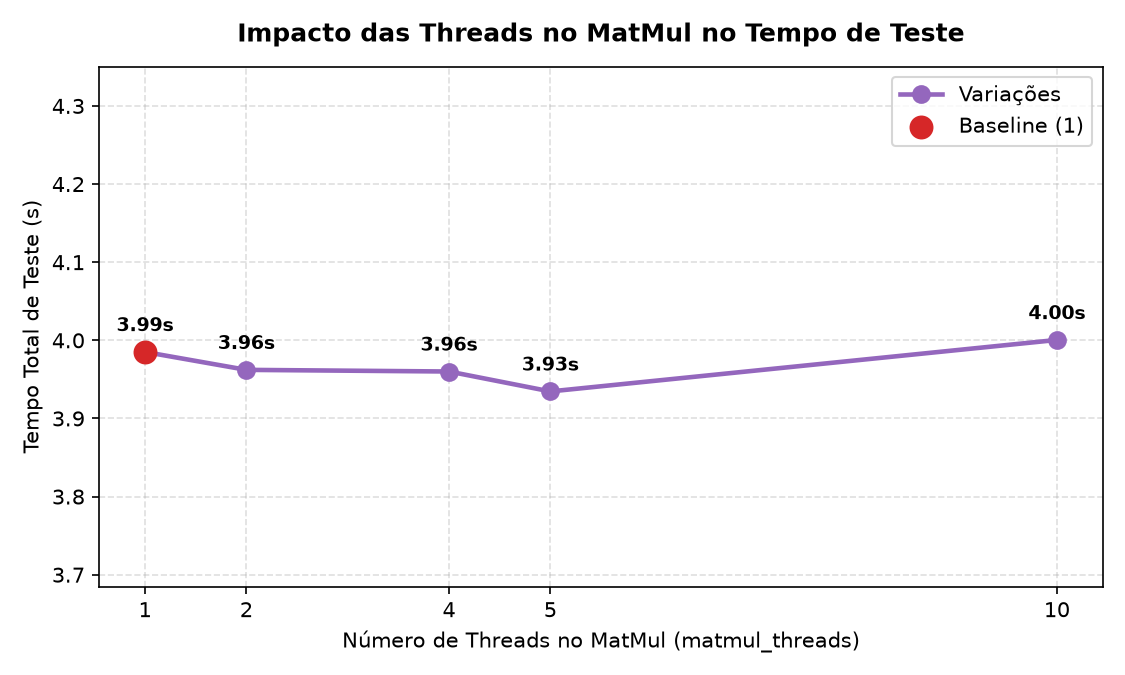 Impacto das Threads no MatMul no Tempo de Teste
Tempo Total de Teste (s)
4.3
4.2
4.1
4.0
3.9
3.8
3.7
Variações
Baseline (1)
3.99s
3.96s
3.96s
3.93s
4.00s
1
2
4
5
10
Número de Threads no MatMul (matmul_threads)